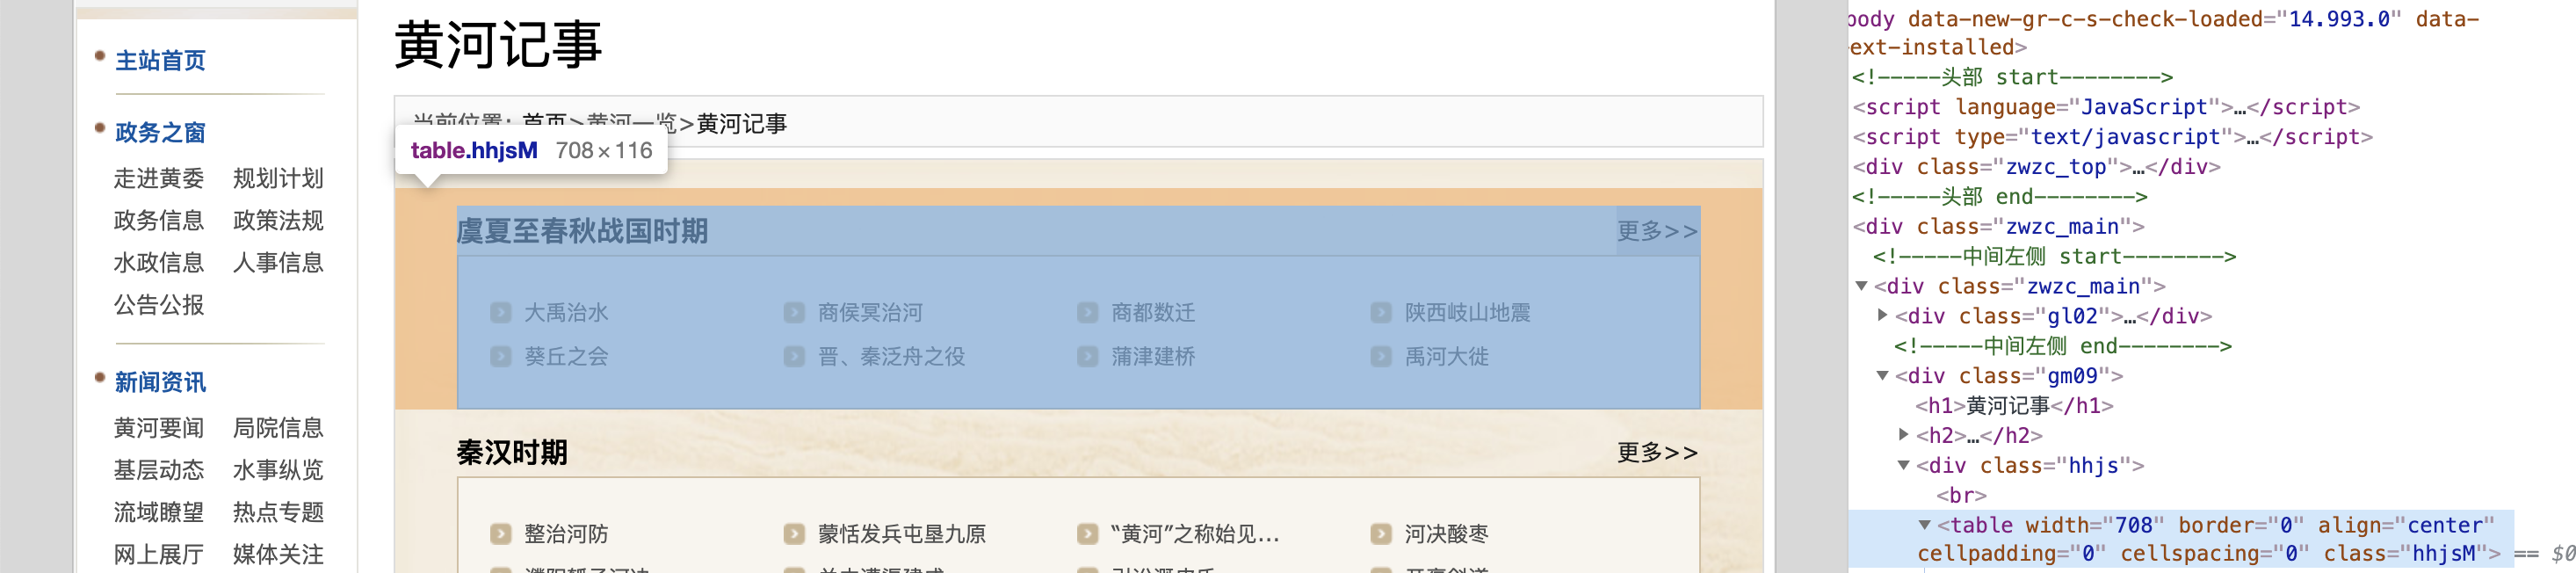 主站首页
政务之窗
走进黄委 规划计划
政务信息 政策法规
水政信息 人事信息
公告公报
新闻资讯
黄河要闻 局院信息
基层动态 水事纵览
流域瞭望 热点专题
网上展厅 媒体关注
黄河记事
当前位置：首页>黄河一览>黄河记事
table.hhjsM 708×116
虞夏至春秋战国时期 更多>>
大禹治水 商侯冥治河 商都数迁 陕西岐山地震
葵丘之会 晋、秦泛舟之役 蒲津建桥 禹河大徙
秦汉时期 更多>>
整治河防 蒙恬发兵屯垦九原 “黄河”之称始见... 河决酸枣
body data-new-gr-c-s-check-loaded="14.993.0" data-
ext-installed>
<!-----头部 start-------->
<script language="JavaScript">…</script>
<script type="text/javascript">…</script>
<div class="zwzc_top">…</div>
<!-----头部 end-------->
<div class="zwzc_main">
<!-----中间左侧 start-------->
<div class="zwzc_main">
<div class="gl02">…</div>
<!-----中间左侧 end-------->
<div class="gm09">
<h1>黄河记事</h1>
<h2>…</h2>
<div class="hhjs">
<br>
<table width="708" border="0" align="center"
cellpadding="0" cellspacing="0" class="hhjsM"> == $0